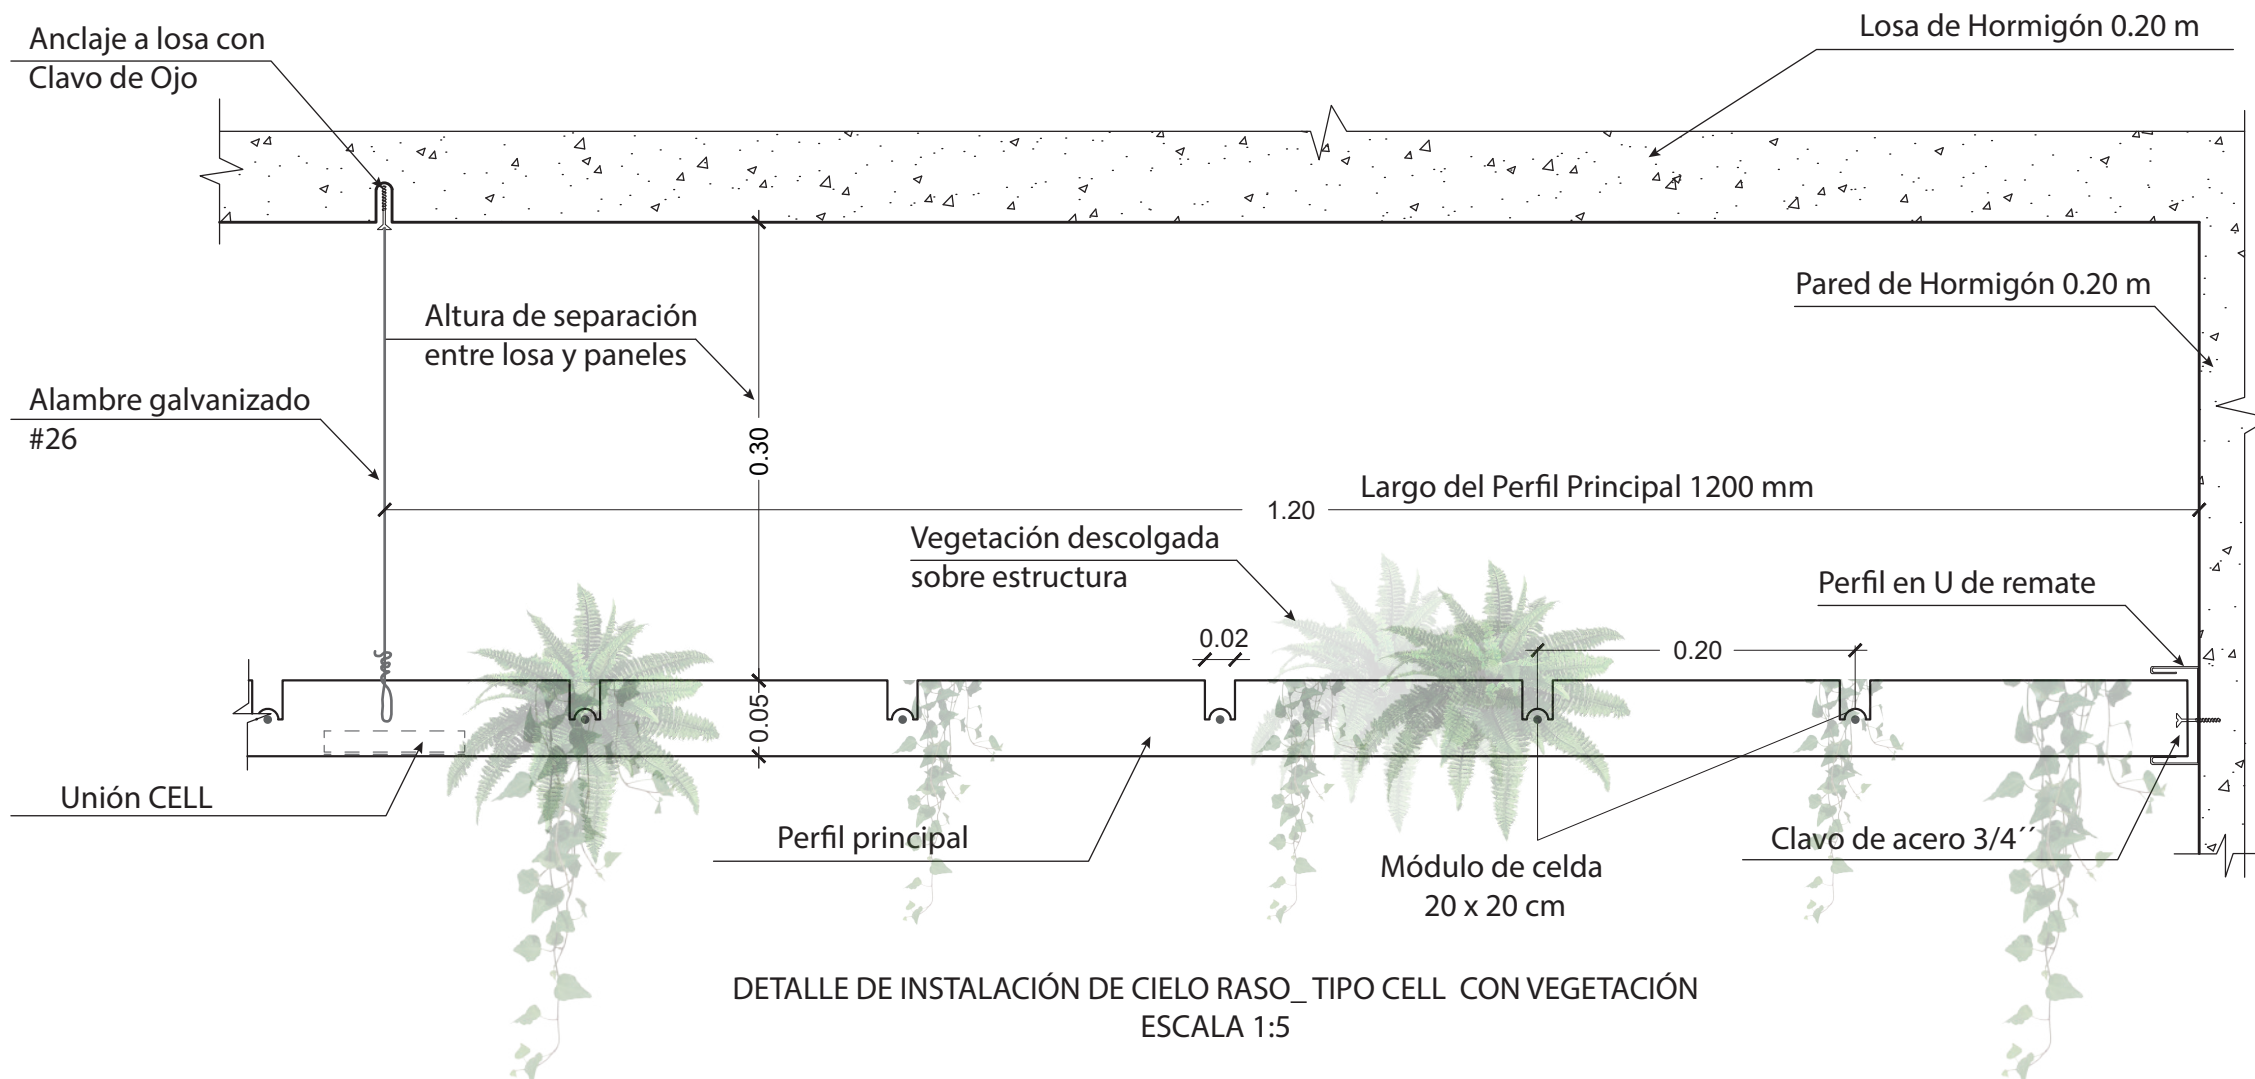 Anclaje a losa con
Clavo de Ojo
Losa de Hormigón 0.20 m
Pared de Hormigón 0.20 m
Altura de separación
entre losa y paneles
Alambre galvanizado
#26
0.30
Largo del Perfil Principal 1200 mm
1.20
Vegetación descolgada
sobre estructura
Perfil en U de remate
0.02
0.20
0.05
Unión CELL
Perfil principal
Módulo de celda
20 x 20 cm
Clavo de acero 3/4´´
DETALLE DE INSTALACIÓN DE CIELO RASO_ TIPO CELL CON VEGETACIÓN
ESCALA 1:5